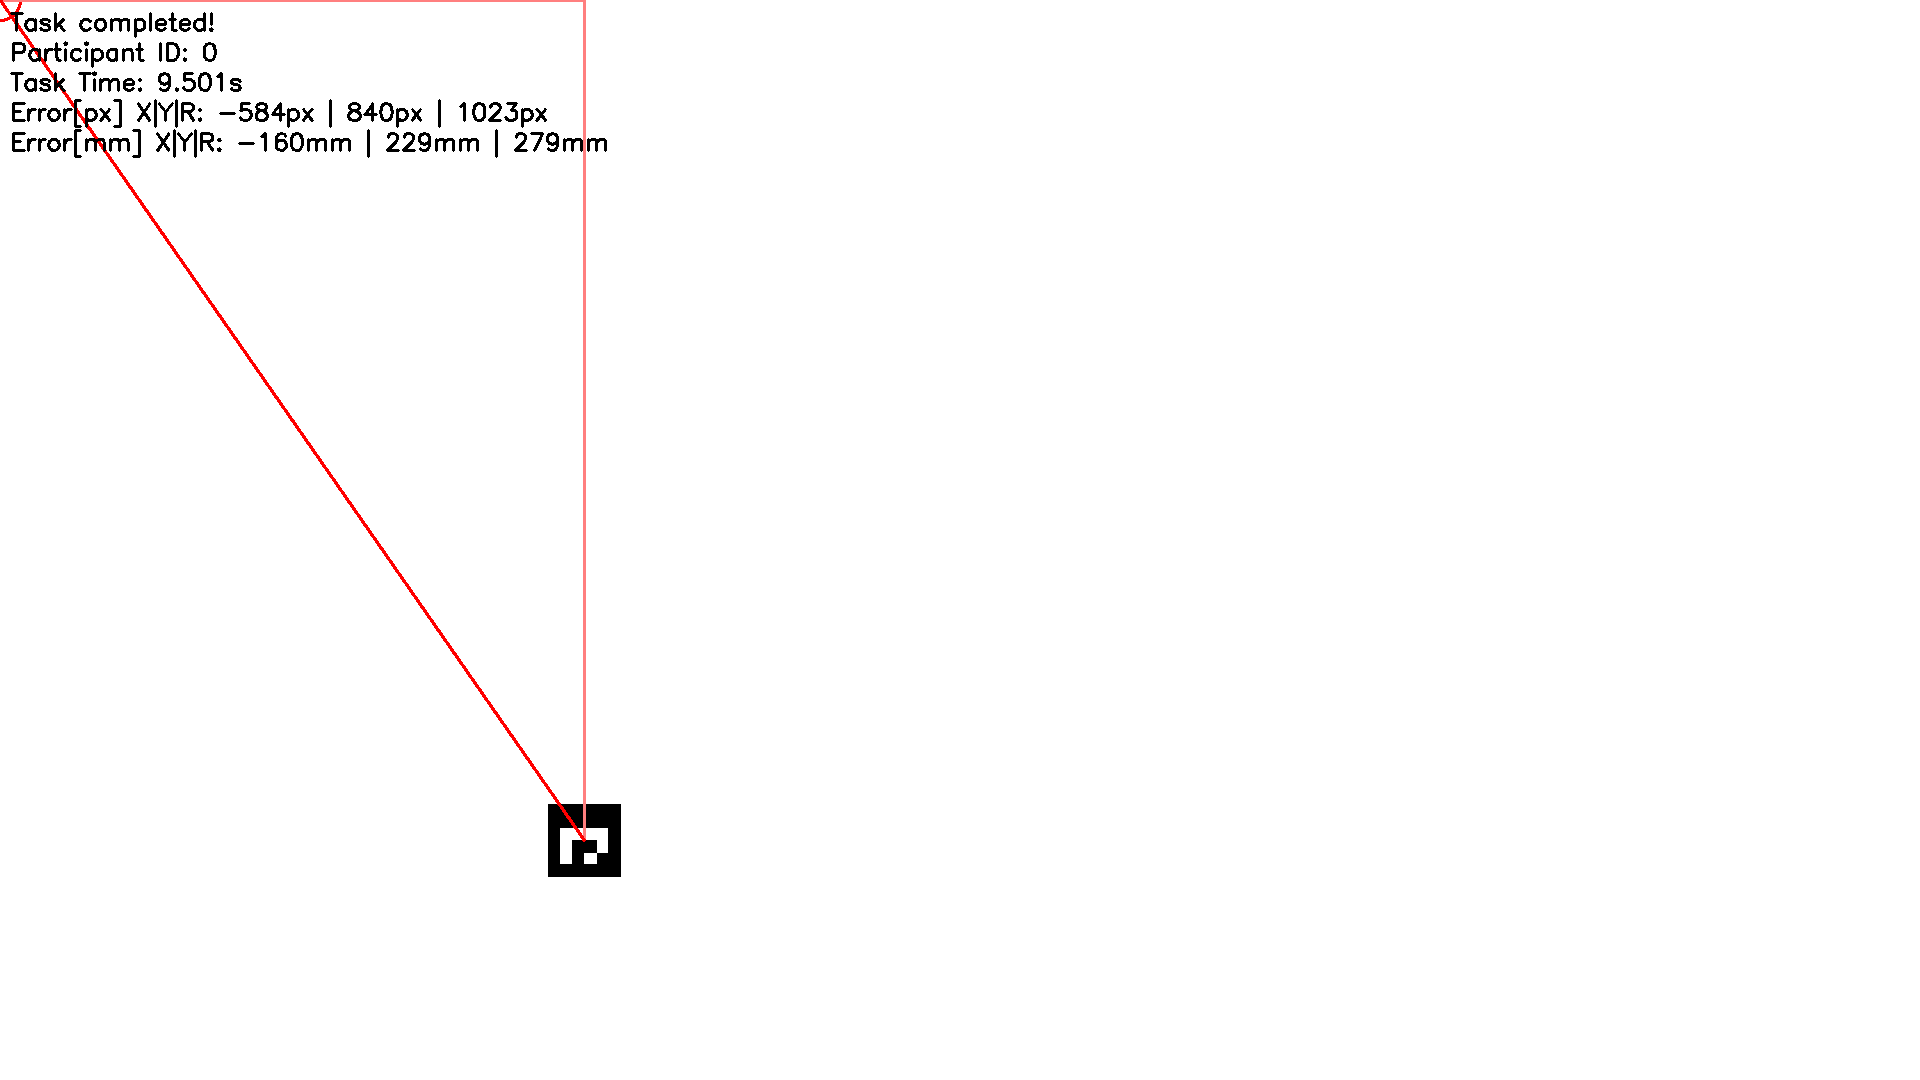 Task completed!
Participant ID: 0
Task Time: 9.501s
Error[px] X|Y|R: -584px | 840px | 1023px
Error[mm] X|Y|R: -160mm | 229mm | 279mm